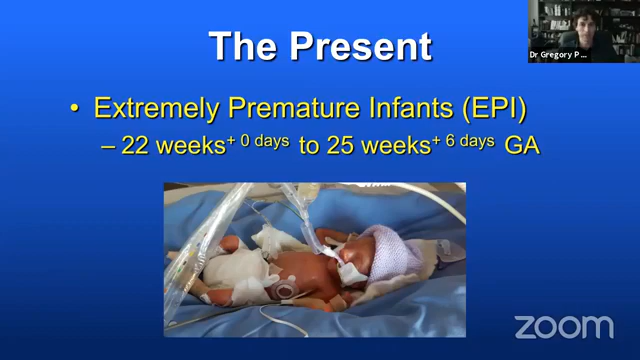 The Present
Dr Gregory P ...
• Extremely Premature Infants (EPI)
– 22 weeks+ 0 days to 25 weeks+ 6 days GA
zoom